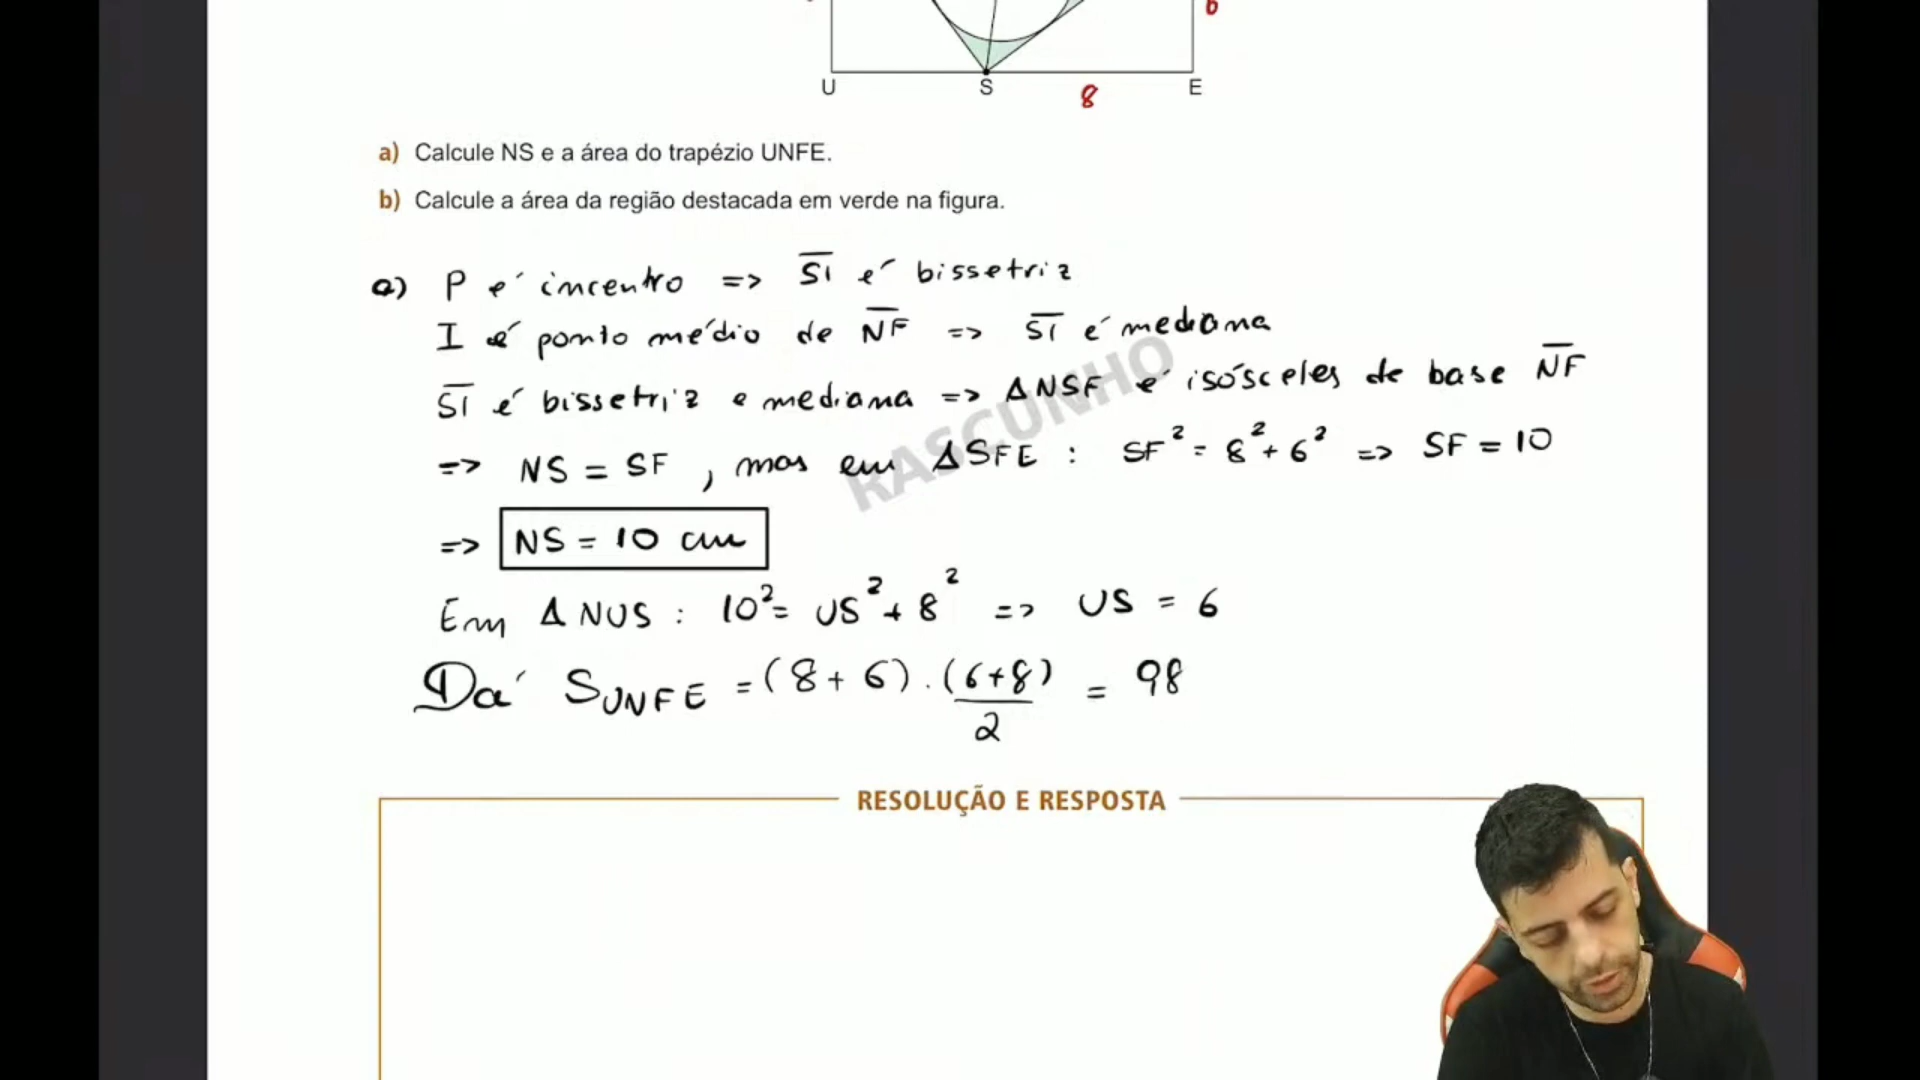 6
U S E
8
a) Calcule NS e a área do trapézio UNFE.
b) Calcule a área da região destacada em verde na figura.
a) P é incentro => SI é bissetriz
I é ponto médio de NF => SI é mediana
SI é bissetriz e mediana => ΔNSF é isósceles de base NF
=> NS = SF , mas em ΔSFE : SF² = 8² + 6² => SF = 10
=> NS = 10 cm
Em ΔNUS : 10² = US² + 8² => US = 6
Daí SUNFE = (8 + 6) . (6+8)/2 = 98
RASCUNHO
RESOLUÇÃO E RESPOSTA